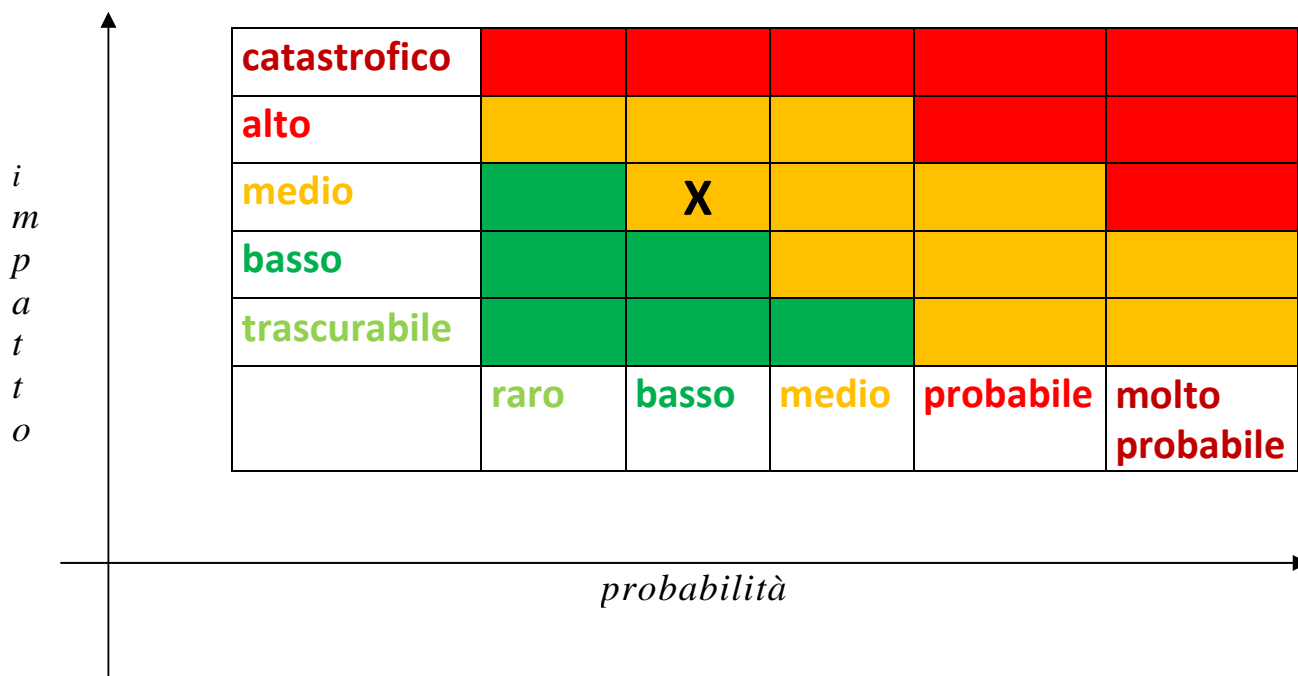 catastrofico
alto
i
m
p
a
t
t
o
medio
X
basso
trascurabile
raro
basso
medio
probabile
molto
probabile
probabilità